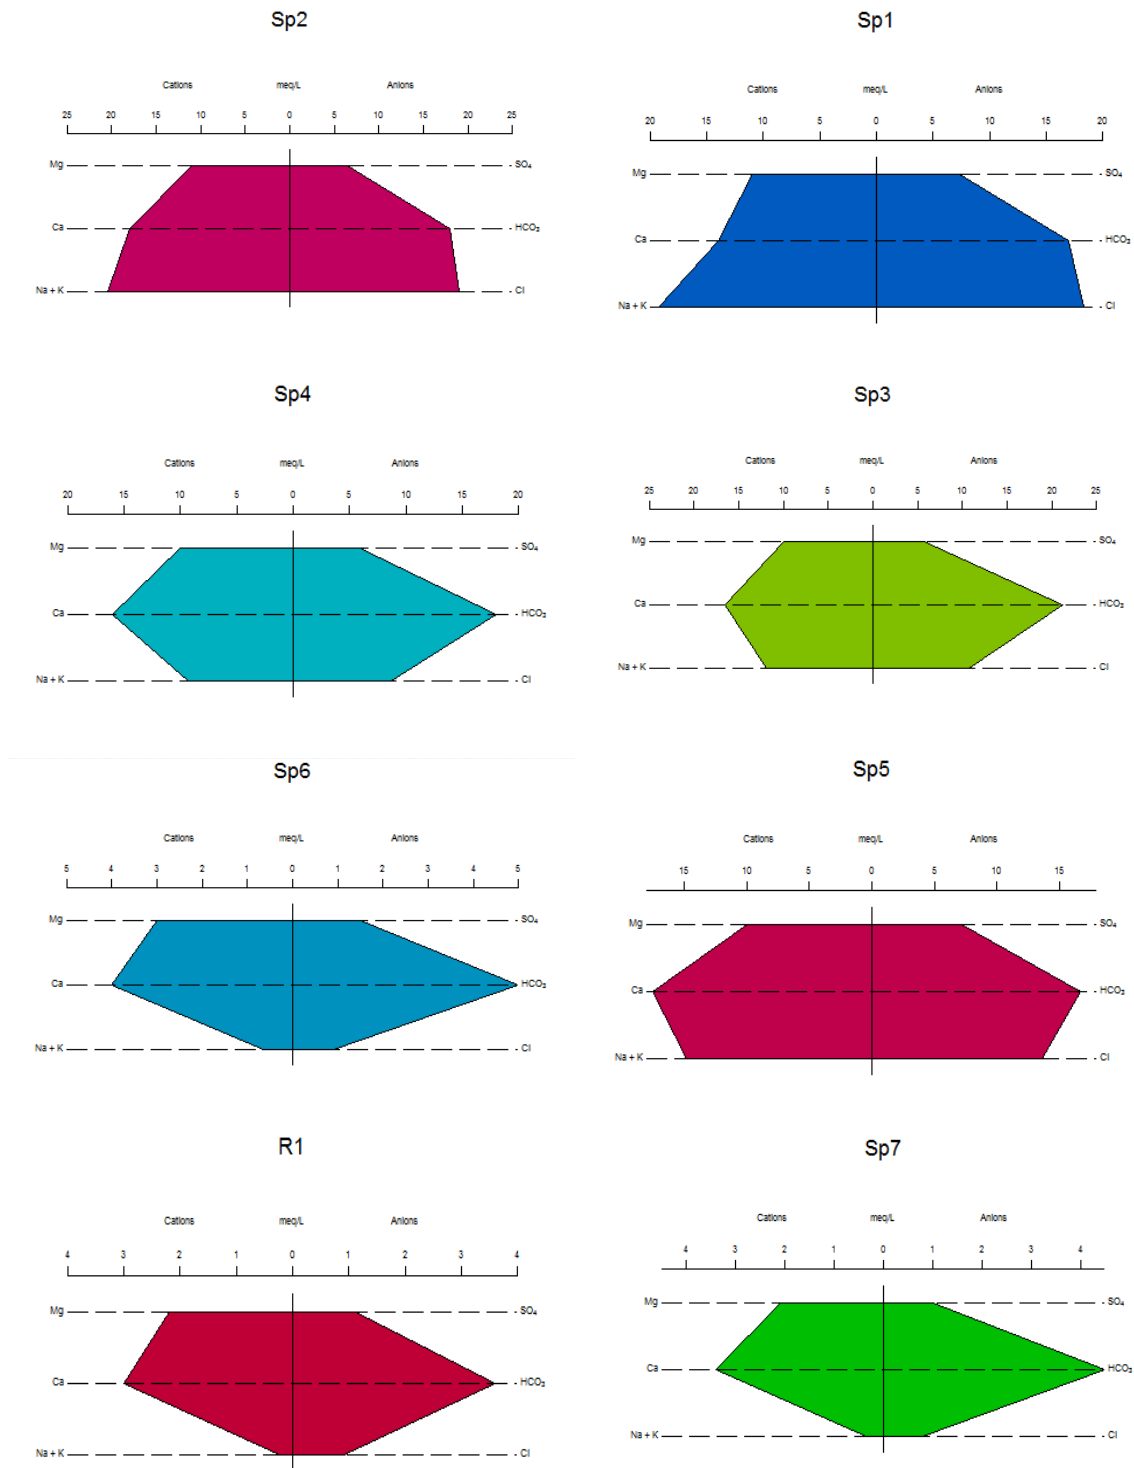 Sp2
Cations meq/L Anions
25 20 15 10 5 0 5 10 15 20 25
Mg SO₄
Ca HCO₃
Na + K Cl
Sp1
Cations meq/L Anions
20 15 10 5 0 5 10 15 20
Mg SO₄
Ca HCO₃
Na + K Cl
Sp4
Cations meq/L Anions
20 15 10 5 0 5 10 15 20
Mg SO₄
Ca HCO₃
Na + K Cl
Sp3
Cations meq/L Anions
25 20 15 10 5 0 5 10 15 20 25
Mg SO₄
Ca HCO₃
Na + K Cl
Sp6
Cations meq/L Anions
5 4 3 2 1 0 1 2 3 4 5
Mg SO₄
Ca HCO₃
Na + K Cl
Sp5
Cations meq/L Anions
15 10 5 0 5 10 15
Mg SO₄
Ca HCO₃
Na + K Cl
R1
Cations meq/L Anions
4 3 2 1 0 1 2 3 4
Mg SO₄
Ca HCO₃
Na + K Cl
Sp7
Cations meq/L Anions
4 3 2 1 0 1 2 3 4
Mg SO₄
Ca HCO₃
Na + K Cl